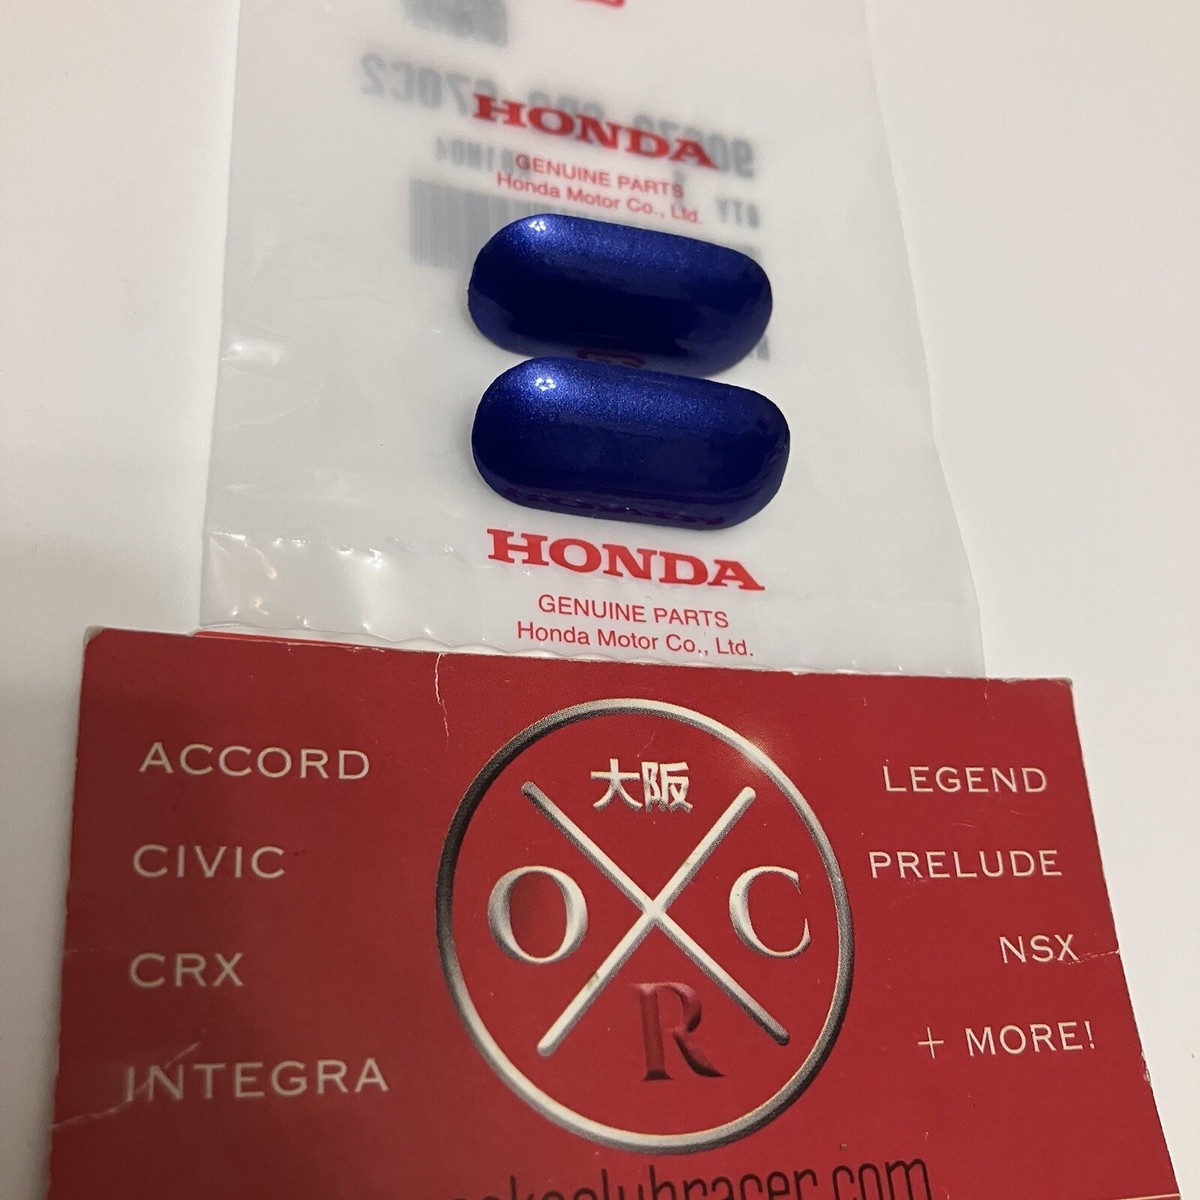 HONDA
GENUINE PARTS
Honda Motor Co., Ltd.
HONDA
GENUINE PARTS
Honda Motor Co., Ltd.
大阪
O C
R
ACCORD
CIVIC
CRX
INTEGRA
LEGEND
PRELUDE
NSX
+ MORE!